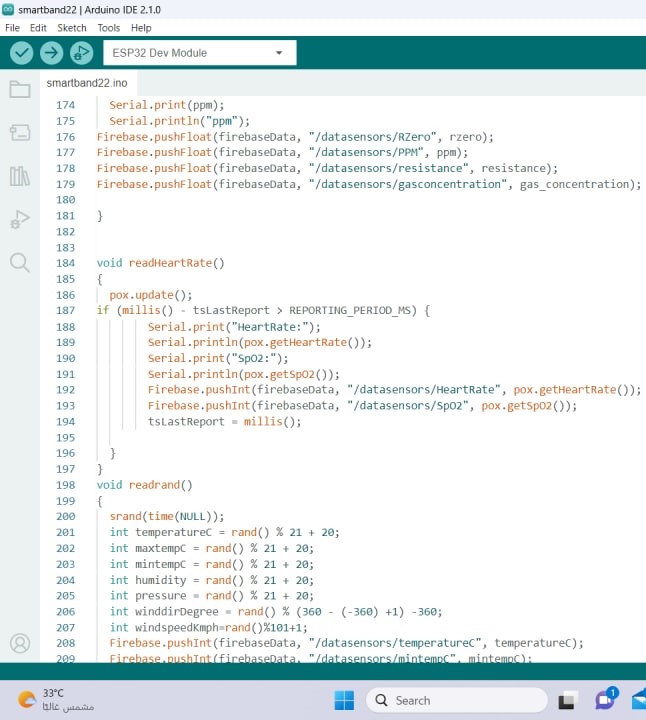 smartband22 | Arduino IDE 2.1.0
File Edit Sketch Tools Help
ESP32 Dev Module
smartband22.ino
174 Serial.print(ppm);
175 Serial.println("ppm");
176 Firebase.pushFloat(firebaseData, "/datasensors/RZero", rzero);
177 Firebase.pushFloat(firebaseData, "/datasensors/PPM", ppm);
178 Firebase.pushFloat(firebaseData, "/datasensors/resistance", resistance);
179 Firebase.pushFloat(firebaseData, "/datasensors/gasconcentration", gas_concentration);
180
181 }
182
183
184 void readHeartRate()
185 {
186 pox.update();
187 if (millis() - tsLastReport > REPORTING_PERIOD_MS) {
188 Serial.print("HeartRate:");
189 Serial.println(pox.getHeartRate());
190 Serial.print("SpO2:");
191 Serial.println(pox.getSpO2());
192 Firebase.pushInt(firebaseData, "/datasensors/HeartRate", pox.getHeartRate());
193 Firebase.pushInt(firebaseData, "/datasensors/SpO2", pox.getSpO2());
194 tsLastReport = millis();
195
196 }
197 }
198 void readrand()
199 {
200 srand(time(NULL));
201 int temperatureC = rand() % 21 + 20;
202 int maxtempC = rand() % 21 + 20;
203 int mintempC = rand() % 21 + 20;
204 int humidity = rand() % 21 + 20;
205 int pressure = rand() % 21 + 20;
206 int winddirDegree = rand() % (360 - (-360) +1) -360;
207 int windspeedKmph=rand()%101+1;
208 Firebase.pushInt(firebaseData, "/datasensors/temperatureC", temperatureC);
209 Firebase.pushInt(firebaseData, "/datasensors/mintempC", mintempC);
33°C
مشمس غالبًا
Search
1